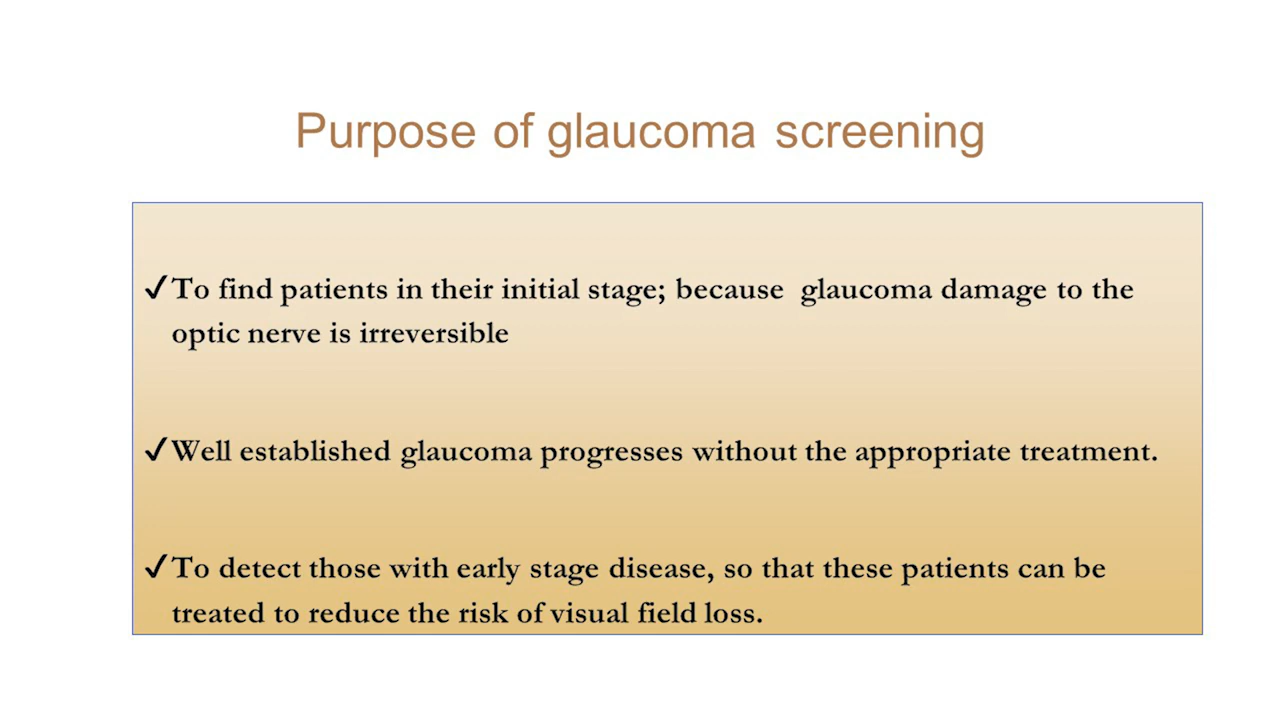 Purpose of glaucoma screening
✓To find patients in their initial stage; because glaucoma damage to the
optic nerve is irreversible
✓Well established glaucoma progresses without the appropriate treatment.
✓To detect those with early stage disease, so that these patients can be
treated to reduce the risk of visual field loss.